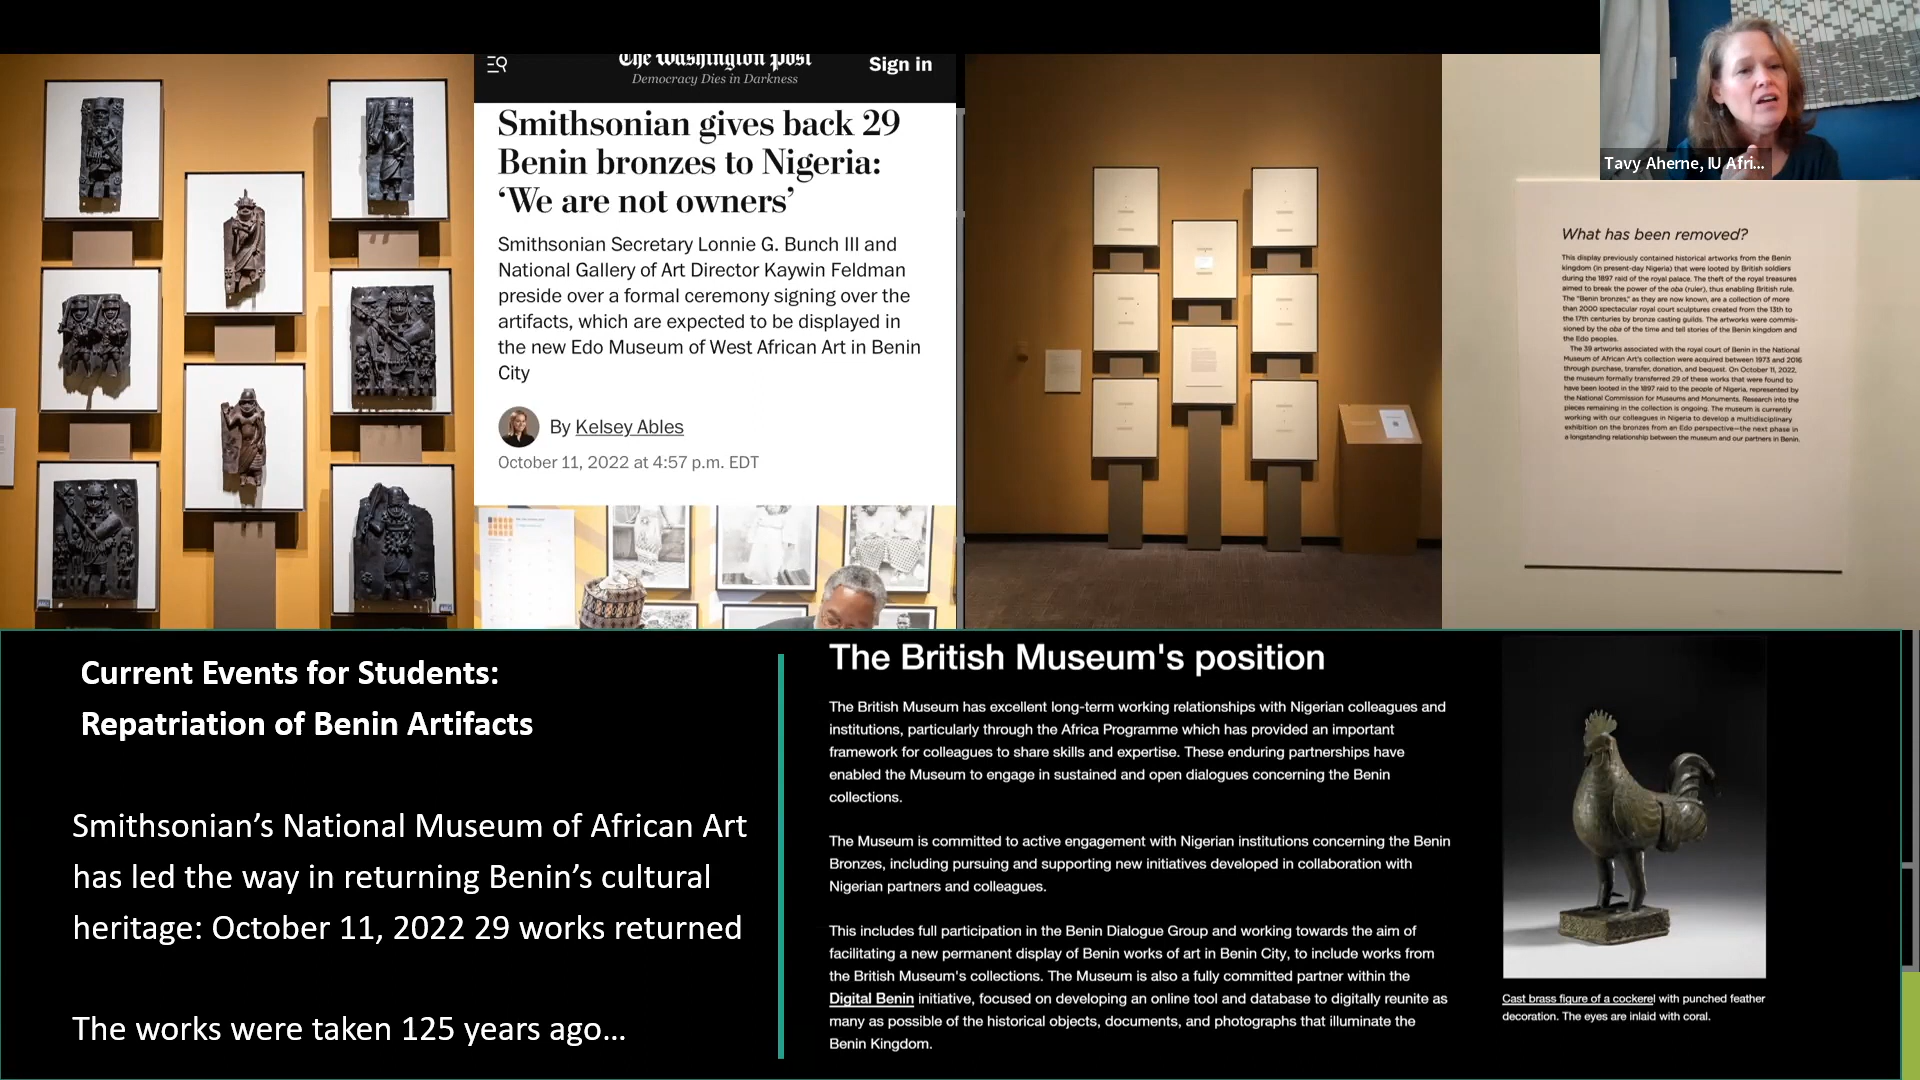 The Washington Post
Democracy Dies in Darkness
Sign in
Smithsonian gives back 29
Benin bronzes to Nigeria:
‘We are not owners’
Smithsonian Secretary Lonnie G. Bunch III and
National Gallery of Art Director Kaywin Feldman
preside over a formal ceremony signing over the
artifacts, which are expected to be displayed in
the new Edo Museum of West African Art in Benin
City
By Kelsey Ables
October 11, 2022 at 4:57 p.m. EDT
Tavy Aherne, IU Afri...
What has been removed?
This display previously contained historical artworks from the Benin
kingdom (in present-day Nigeria) that were looted by British soldiers
during the 1897 raid of the royal palace. The theft of the royal treasures
aimed to break the power of the oba (ruler), thus enabling British rule.
The "Benin bronzes," as they are now known, are a collection of more
than 2000 spectacular royal court sculptures created from the 13th to
the 17th centuries by bronze casting guilds. The artworks were commis-
sioned by the oba of the time and tell stories of the Benin kingdom and
the Edo peoples.
The 39 artworks associated with the royal court of Benin in the National
Museum of African Art's collection were acquired between 1973 and 2016
through purchase, transfer, donation, and bequest. On October 11, 2022,
the museum formally transferred 29 of these works that were found to
have been looted in the 1897 raid to the people of Nigeria, represented by
the National Commission for Museums and Monuments. Research into the
pieces remaining in the collection is ongoing. The museum is currently
working with our colleagues in Nigeria to develop a multidisciplinary
exhibition on the bronzes from an Edo perspective—the next phase in
a longstanding relationship between the museum and our partners in Benin.
Current Events for Students:
Repatriation of Benin Artifacts
Smithsonian’s National Museum of African Art
has led the way in returning Benin’s cultural
heritage: October 11, 2022 29 works returned
The works were taken 125 years ago…
The British Museum's position
The British Museum has excellent long-term working relationships with Nigerian colleagues and
institutions, particularly through the Africa Programme which has provided an important
framework for colleagues to share skills and expertise. These enduring partnerships have
enabled the Museum to engage in sustained and open dialogues concerning the Benin
collections.
The Museum is committed to active engagement with Nigerian institutions concerning the Benin
Bronzes, including pursuing and supporting new initiatives developed in collaboration with
Nigerian partners and colleagues.
This includes full participation in the Benin Dialogue Group and working towards the aim of
facilitating a new permanent display of Benin works of art in Benin City, to include works from
the British Museum's collections. The Museum is also a fully committed partner within the
Digital Benin initiative, focused on developing an online tool and database to digitally reunite as
many as possible of the historical objects, documents, and photographs that illuminate the
Benin Kingdom.
Cast brass figure of a cockerel with punched feather
decoration. The eyes are inlaid with coral.